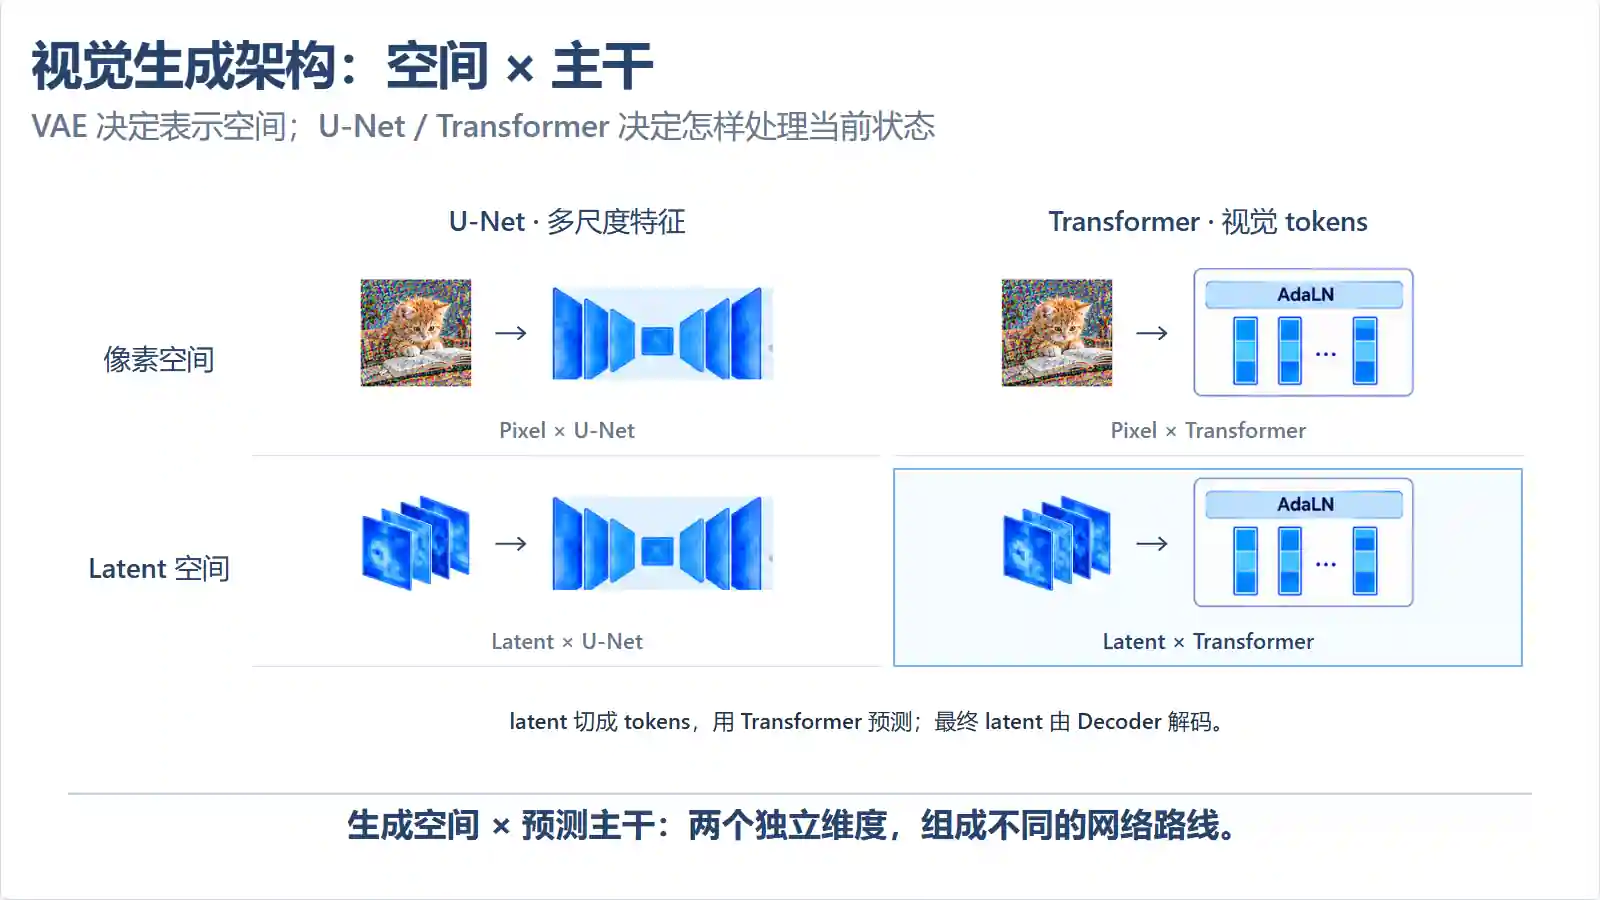 视觉生成架构：空间 × 主干
VAE 决定表示空间；U-Net / Transformer 决定怎样处理当前状态
U-Net · 多尺度特征
Transformer · 视觉 tokens
像素空间
AdaLN
...
Pixel × U-Net
Pixel × Transformer
Latent 空间
AdaLN
...
Latent × U-Net
Latent × Transformer
latent 切成 tokens，用 Transformer 预测；最终 latent 由 Decoder 解码。
生成空间 × 预测主干：两个独立维度，组成不同的网络路线。